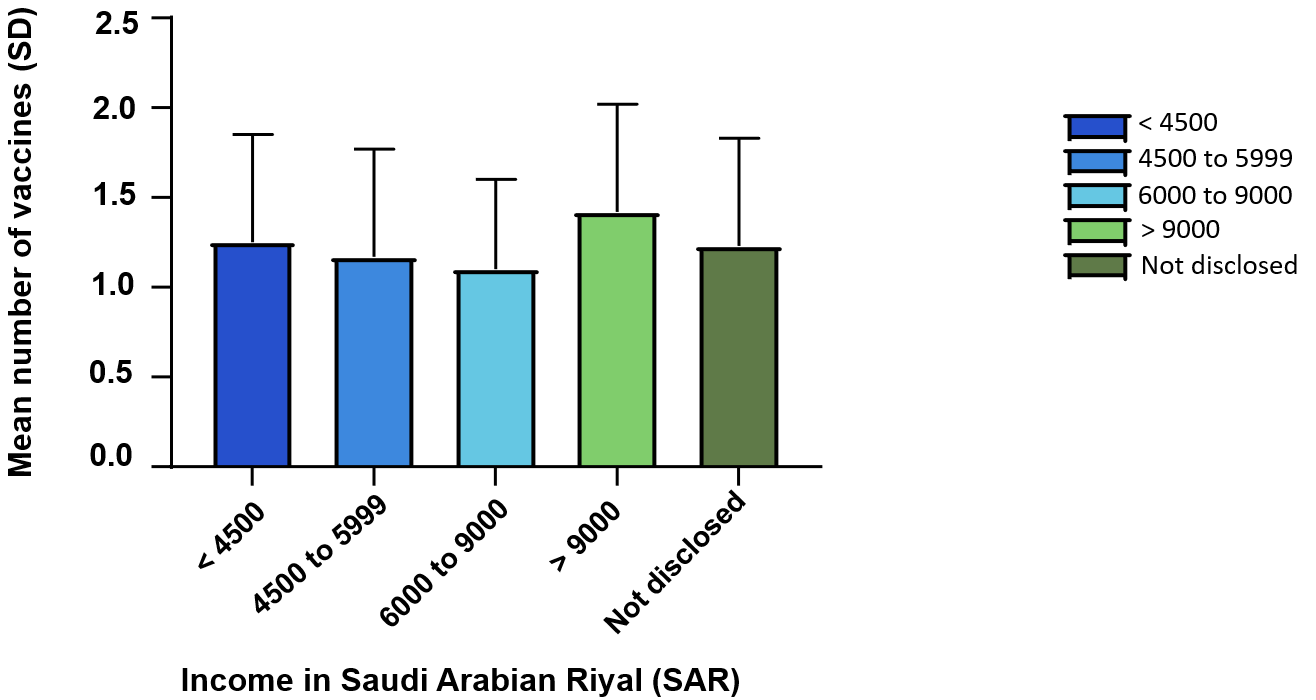 Mean number of vaccines (SD)
2.5
2.0
1.5
1.0
0.5
0.0
< 4500
4500 to 5999
6000 to 9000
> 9000
Not disclosed
Income in Saudi Arabian Riyal (SAR)
< 4500
4500 to 5999
6000 to 9000
> 9000
Not disclosed